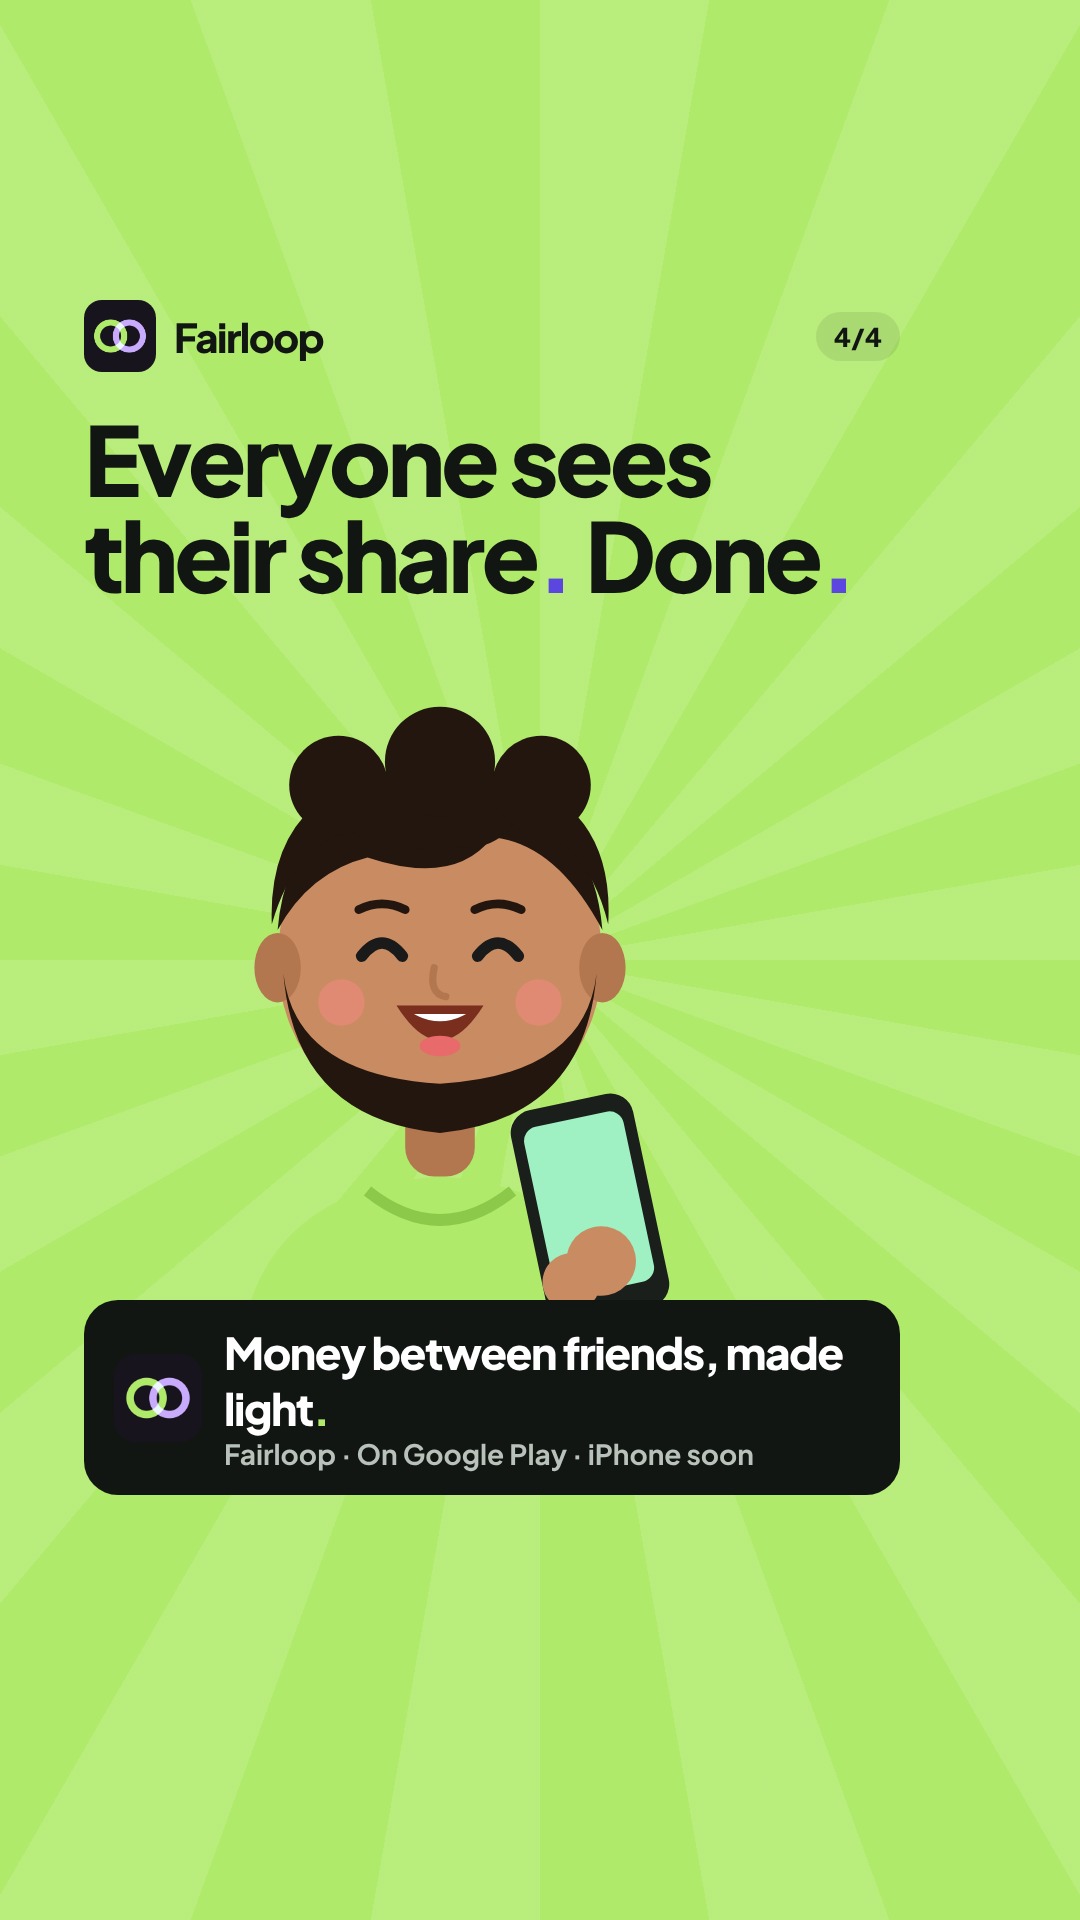 Fairloop
4/4
Everyone sees
their share. Done.
Money between friends, made
light.
Fairloop · On Google Play · iPhone soon